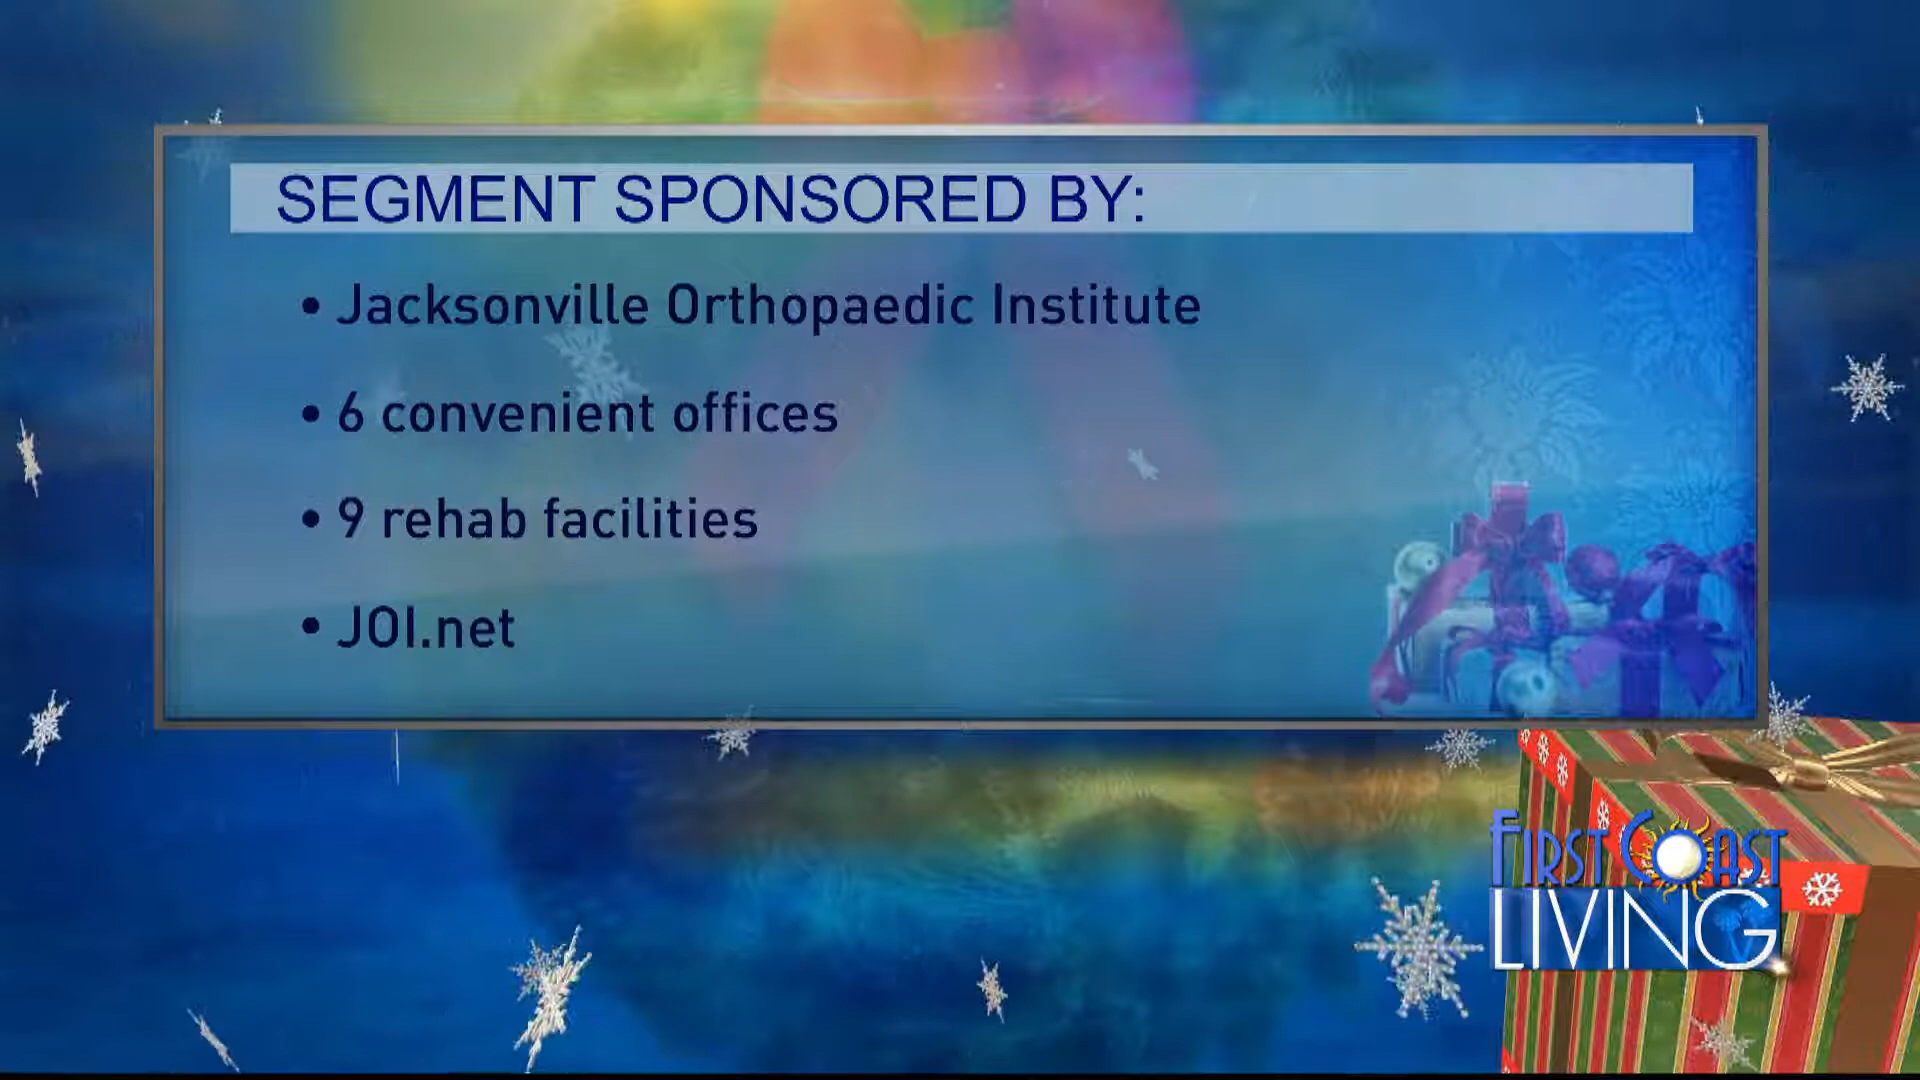 SEGMENT SPONSORED BY:
• Jacksonville Orthopaedic Institute
• 6 convenient offices
• 9 rehab facilities
• JOI.net
FIRST COAST
LIVING